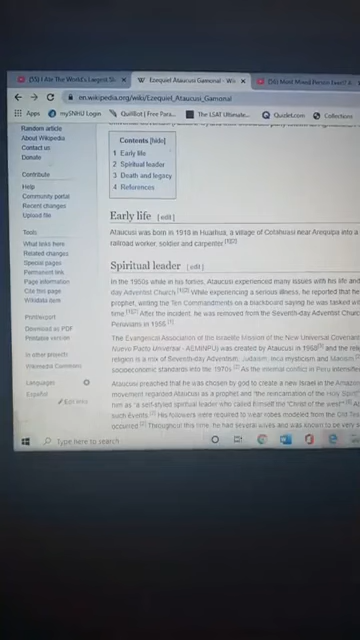 (15) I Ate The World's Largest Sl
Ezequiel Ataucusi Gamonal - Wi
en.wikipedia.org/wiki/Ezequiel_Ataucusi_Gamonal
Apps
mySNHU Login
QuillBot | Free Para...
The LSAT Ultimate...
Quizlet.com
Collections
Random article
About Wikipedia
Contact us
Donate
Contribute
Help
Community portal
Recent changes
Upload file
Tools
What links here
Related changes
Special pages
Permanent link
Page information
Cite this page
Wikidata item
Print/export
Download as PDF
Printable version
In other projects
Wikimedia Commons
Languages
Español
Edit links
Contents [hide]
1 Early life
2 Spiritual leader
3 Death and legacy
4 References
Early life [ edit ]
Ataucusi was born in 1918 in Huarhua, a village of Cotahuasi near Arequipa into a
railroad worker, soldier and carpenter.
Spiritual leader [ edit ]
In the 1950s while in his forties, Ataucusi experienced many issues with his life and
day Adventist Church. While experiencing a serious illness, he reported that he
prophet, writing the Ten Commandments on a blackboard saying he was tasked w
time. After the incident, he was removed from the Seventh-day Adventist Churc
Peruvians in 1956.
The Evangelical Association of the Israelite Mission of the New Universal Covenan
Nuevo Pacto Universal - AEMINPU) was created by Ataucusi in 1958 and the reli
religion is a mix of Seventh-day Adventism, Judaism, Inca mysticism and Maoism
socioeconomic standards into the 1970s. As the internal conflict in Peru intensifie
Ataucusi preached that he was chosen by god to create a new Israel in the Amazon
movement regarded Ataucusi as a prophet and "the reincarnation of the Holy Spirit"
him as "a self-styled spiritual leader who called himself the 'Christ of the west'"
such events. His followers were required to wear robes modeled from the Old Tes
occurred. Throughout this time, he had several wives and was known to be very s
Type here to search